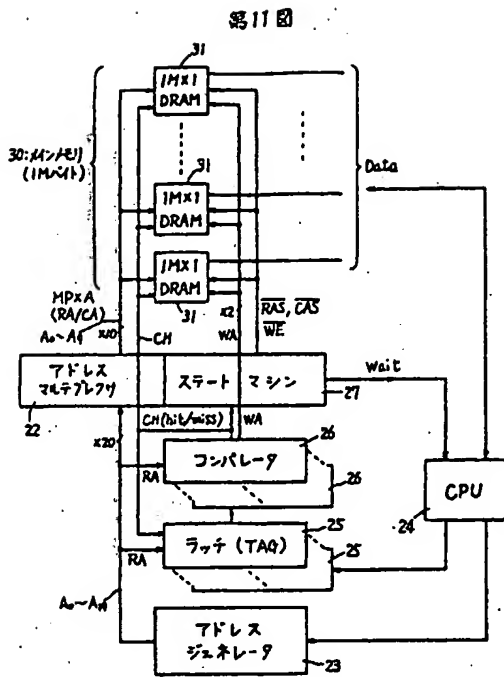 第11図
31
1M×1
DRAM
30:メインメモリ
(1Mバイト)
31
1M×1
DRAM
Data
1M×1
DRAM
31
MP×A
(RA/CA)
×10
CH
×2
WA
RAS, CAS
WE
アドレス
マルチプレクサ
22
ステートマシン
27
Wait
×20
CH(hit/miss)
WA
RA
コンパレータ
26
26
CPU
24
RA
ラッチ(TAG)
25
25
アドレス
ジェネレータ
23